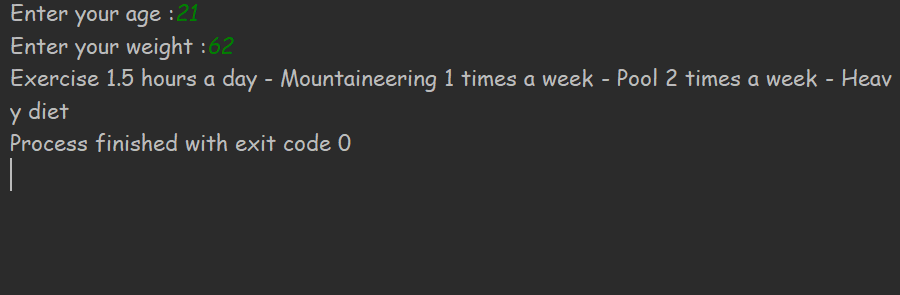 Enter your age :21
Enter your weight :62
Exercise 1.5 hours a day - Mountaineering 1 times a week - Pool 2 times a week - Heav
y diet
Process finished with exit code 0